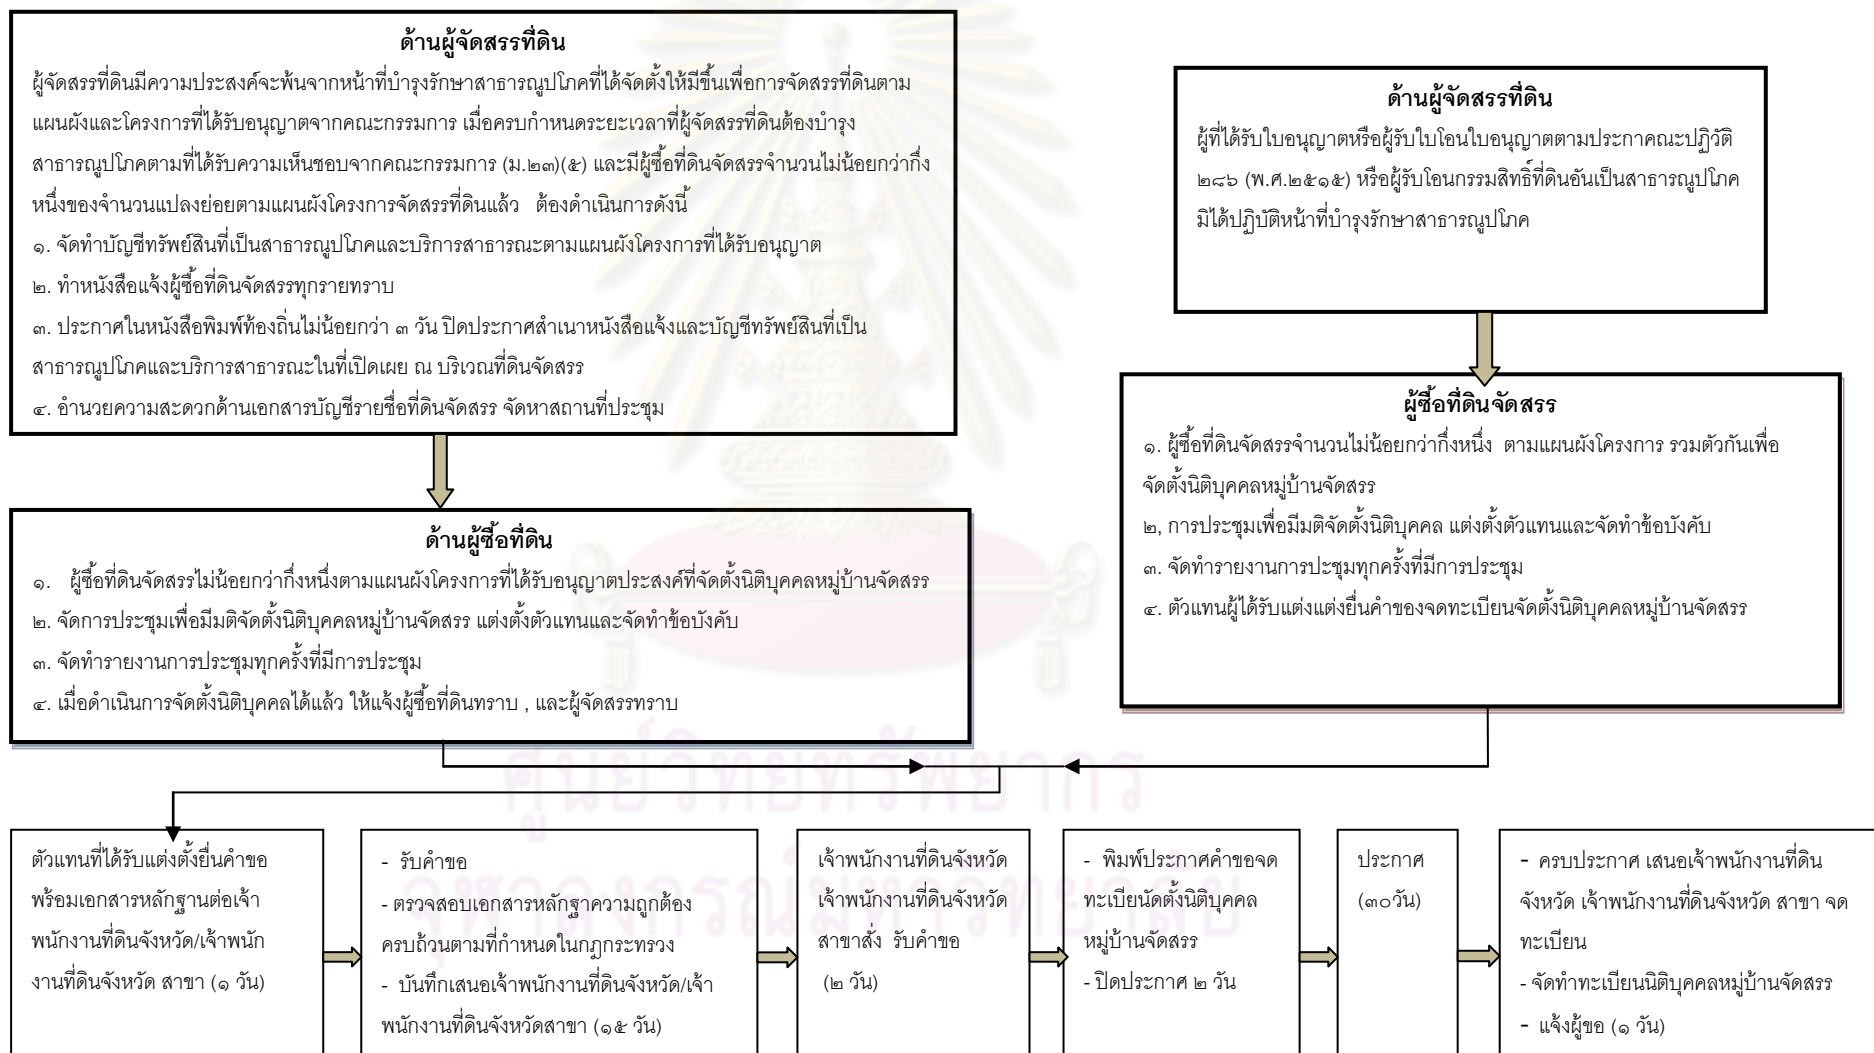 ด้านผู้จัดสรรที่ดิน
ผู้จัดสรรที่ดินมีความประสงค์จะพ้นจากหน้าที่บำรุงรักษาสาธารณูปโภคที่ได้จัดตั้งให้มีขึ้นเพื่อการจัดสรรที่ดินตาม
แผนผังและโครงการที่ได้รับอนุญาตจากคณะกรรมการ เมื่อครบกำหนดระยะเวลาที่ผู้จัดสรรที่ดินต้องบำรุง
สาธารณูปโภคตามที่ได้รับความเห็นชอบจากคณะกรรมการ (ม.๒๓)(๕) และมีผู้ซื้อที่ดินจัดสรรจำนวนไม่น้อยกว่ากึ่ง
หนึ่งของจำนวนแปลงย่อยตามแผนผังโครงการจัดสรรที่ดินแล้ว ต้องดำเนินการดังนี้
๑. จัดทำบัญชีทรัพย์สินที่เป็นสาธารณูปโภคและบริการสาธารณะตามแผนผังโครงการที่ได้รับอนุญาต
๒. ทำหนังสือแจ้งผู้ซื้อที่ดินจัดสรรทุกรายทราบ
๓. ประกาศในหนังสือพิมพ์ท้องถิ่นไม่น้อยกว่า ๓ วัน ปิดประกาศสำเนาหนังสือแจ้งและบัญชีทรัพย์สินที่เป็น
สาธารณูปโภคและบริการสาธารณะในที่เปิดเผย ณ บริเวณที่ดินจัดสรร
๔. อำนวยความสะดวกด้านเอกสารบัญชีรายชื่อที่ดินจัดสรร จัดหาสถานที่ประชุม
ด้านผู้จัดสรรที่ดิน
ผู้ที่ได้รับใบอนุญาตหรือผู้รับใบโอนใบอนุญาตตามประกาคณะปฏิวัติ
๒๘๖ (พ.ศ.๒๕๑๕) หรือผู้รับโอนกรรมสิทธิ์ที่ดินอันเป็นสาธารณูปโภค
มิได้ปฏิบัติหน้าที่บำรุงรักษาสาธารณูปโภค
ด้านผู้ซื้อที่ดิน
๑. ผู้ซื้อที่ดินจัดสรรไม่น้อยกว่ากึ่งหนึ่งตามแผนผังโครงการที่ได้รับอนุญาตประสงค์ที่จัดตั้งนิติบุคคลหมู่บ้านจัดสรร
๒. จัดการประชุมเพื่อมีมติจัดตั้งนิติบุคคลหมู่บ้านจัดสรร แต่งตั้งตัวแทนและจัดทำข้อบังคับ
๓. จัดทำรายงานการประชุมทุกครั้งที่มีการประชุม
๔. เมื่อดำเนินการจัดตั้งนิติบุคคลได้แล้ว ให้แจ้งผู้ซื้อที่ดินทราบ , และผู้จัดสรรทราบ
ผู้ซื้อที่ดินจัดสรร
๑. ผู้ซื้อที่ดินจัดสรรจำนวนไม่น้อยกว่ากึ่งหนึ่ง ตามแผนผังโครงการ รวมตัวกันเพื่อ
จัดตั้งนิติบุคคลหมู่บ้านจัดสรร
๒, การประชุมเพื่อมีมติจัดตั้งนิติบุคคล แต่งตั้งตัวแทนและจัดทำข้อบังคับ
๓. จัดทำรายงานการปะชุมทุกครั้งที่มีการประชุม
๔. ตัวแทนผู้ได้รับแต่งแต่งยื่นคำของจดทะเบียนจัดตั้งนิติบุคคลหมู่บ้านจัดสรร
ศูนย์วิทยทรัพยากร
จุฬาลงกรณ์มหาวิทยาลัย
ตัวแทนที่ได้รับแต่งตั้งยื่นคำขอ
พร้อมเอกสารหลักฐานต่อเจ้า
พนักงานที่ดินจังหวัด/เจ้าพนัก
งานที่ดินจังหวัด สาขา (๑ วัน)
- รับคำขอ
- ตรวจสอบเอกสารหลักฐาความถูกต้อง
ครบถ้วนตามที่กำหนดในกฎกระทรวง
- บันทึกเสนอเจ้าพนักงานที่ดินจังหวัด/เจ้า
พนักงานที่ดินจังหวัดสาขา (๑๕ วัน)
เจ้าพนักงานที่ดินจังหวัด
เจ้าพนักงานที่ดินจังหวัด
สาขาสั่ง รับคำขอ
(๒ วัน)
- พิมพ์ประกาศคำขอจด
ทะเบียนัดตั้งนิติบุคคล
หมู่บ้านจัดสรร
- ปิดประกาศ ๒ วัน
ประกาศ
(๓๐วัน)
- ครบประกาศ เสนอเจ้าพนักงานที่ดิน
จังหวัด เจ้าพนักงานที่ดินจังหวัด สาขา จด
ทะเบียน
- จัดทำทะเบียนนิติบุคคลหมู่บ้านจัดสรร
- แจ้งผู้ขอ (๑ วัน)